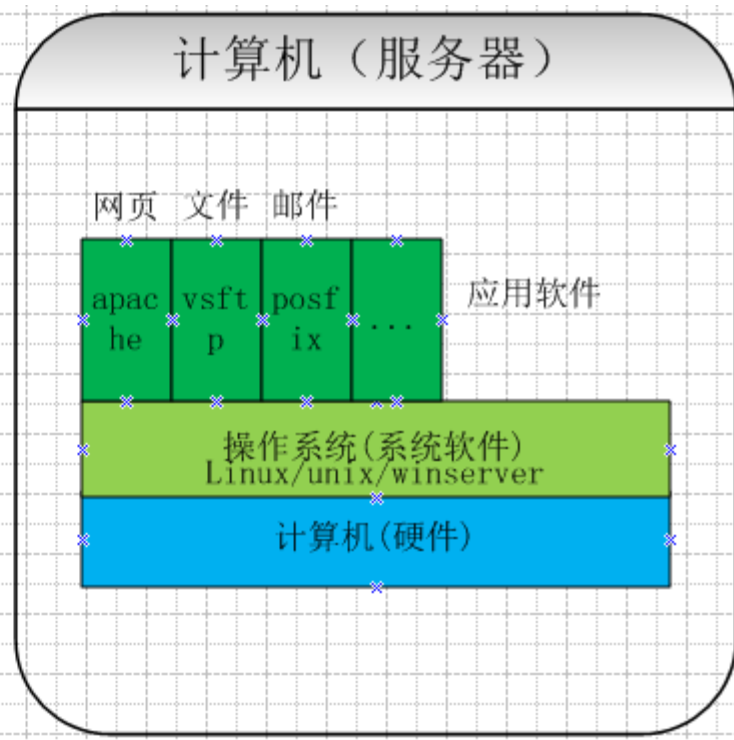 计算机（服务器）
网页 文件 邮件
apac vsft posf
he p ix ...
应用软件
操作系统(系统软件)
Linux/unix/winserver
计算机(硬件)